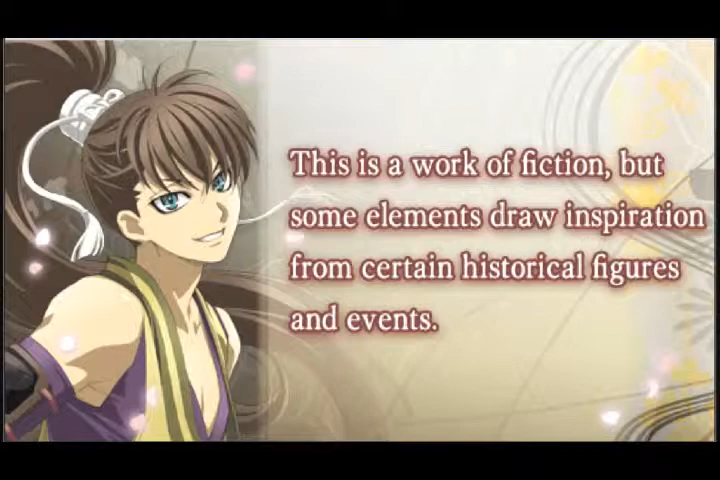 This is a work of fiction, but
some elements draw inspiration
from certain historical figures
and events.